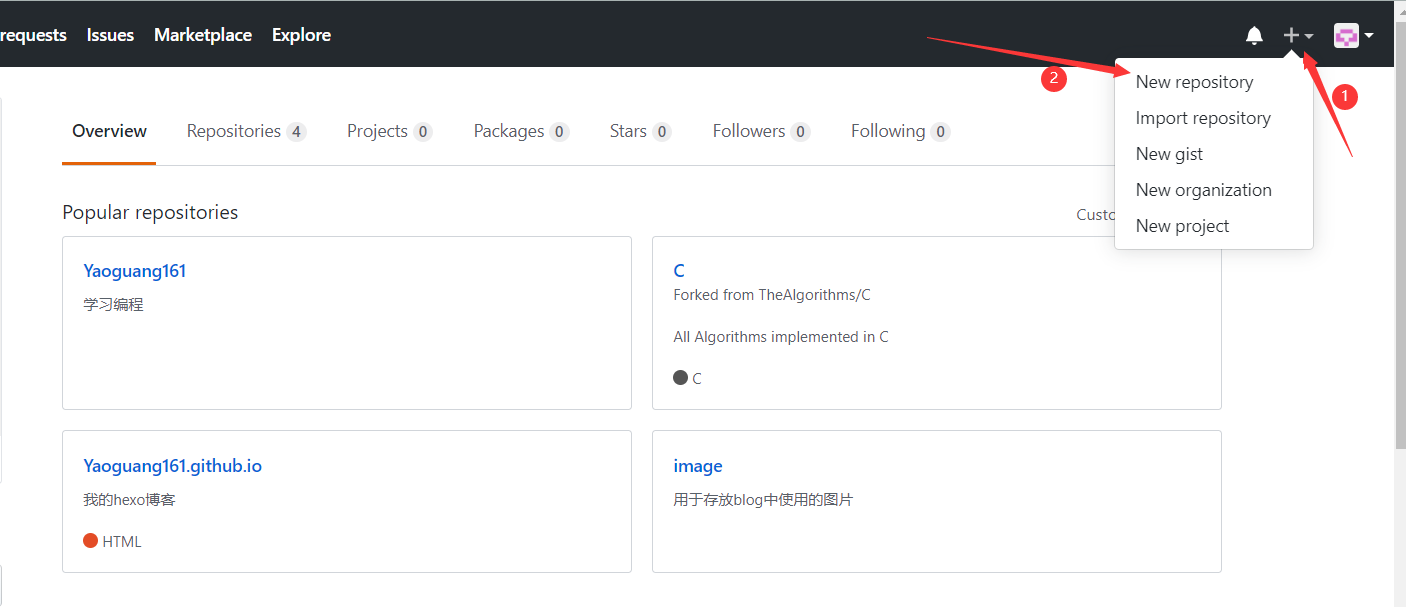 requests Issues Marketplace Explore
2
1
New repository
Import repository
New gist
New organization
New project
Overview Repositories 4 Projects 0 Packages 0 Stars 0 Followers 0 Following 0
Popular repositories
Custo
Yaoguang161
学习编程
C
Forked from TheAlgorithms/C
All Algorithms implemented in C
C
Yaoguang161.github.io
我的hexo博客
HTML
image
用于存放blog中使用的图片